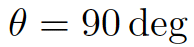 θ = 90 deg